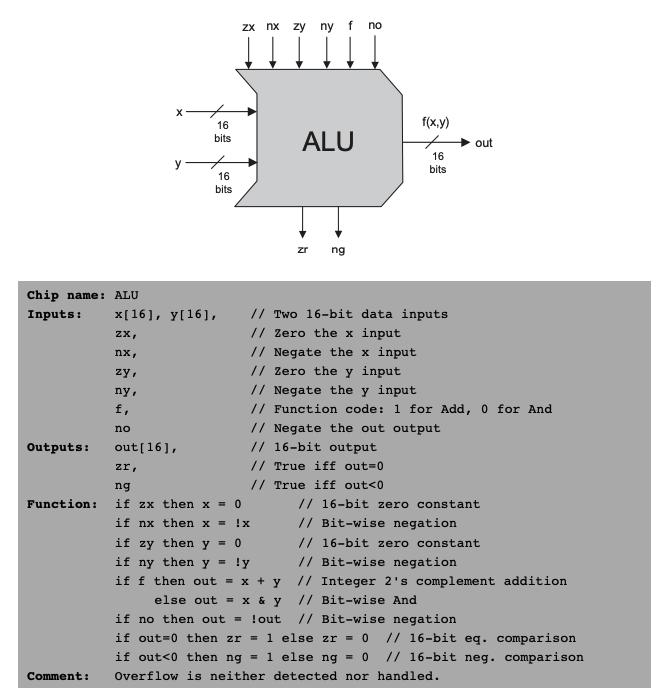 zx nx zy ny f no
x
16
bits
ALU
f(x,y)
out
16
bits
y
16
bits
zr ng
Chip name: ALU
Inputs: x[16], y[16], // Two 16-bit data inputs
zx, // Zero the x input
nx, // Negate the x input
zy, // Zero the y input
ny, // Negate the y input
f, // Function code: 1 for Add, 0 for And
no // Negate the out output
Outputs: out[16], // 16-bit output
zr, // True iff out=0
ng // True iff out<0
Function: if zx then x = 0 // 16-bit zero constant
if nx then x = !x // Bit-wise negation
if zy then y = 0 // 16-bit zero constant
if ny then y = !y // Bit-wise negation
if f then out = x + y // Integer 2's complement addition
else out = x & y // Bit-wise And
if no then out = !out // Bit-wise negation
if out=0 then zr = 1 else zr = 0 // 16-bit eq. comparison
if out<0 then ng = 1 else ng = 0 // 16-bit neg. comparison
Comment: Overflow is neither detected nor handled.